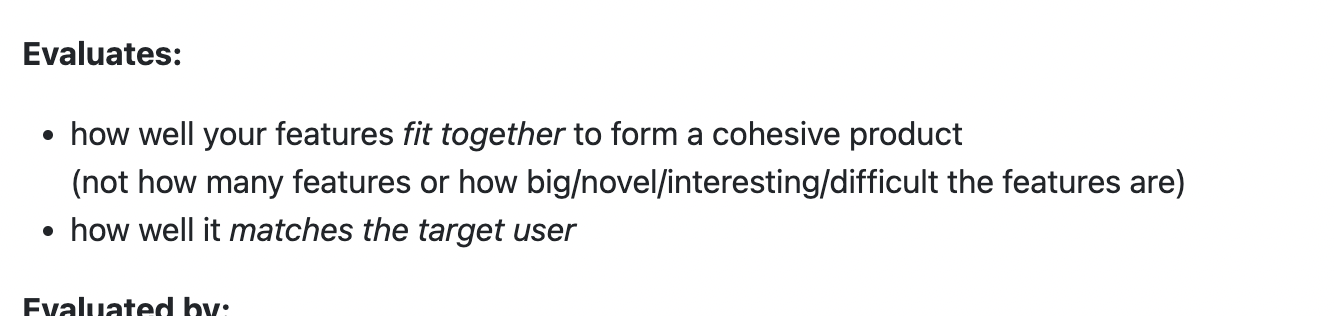 Evaluates:
how well your features fit together to form a cohesive product
(not how many features or how big/novel/interesting/difficult the features are)
how well it matches the target user
Evaluated by: